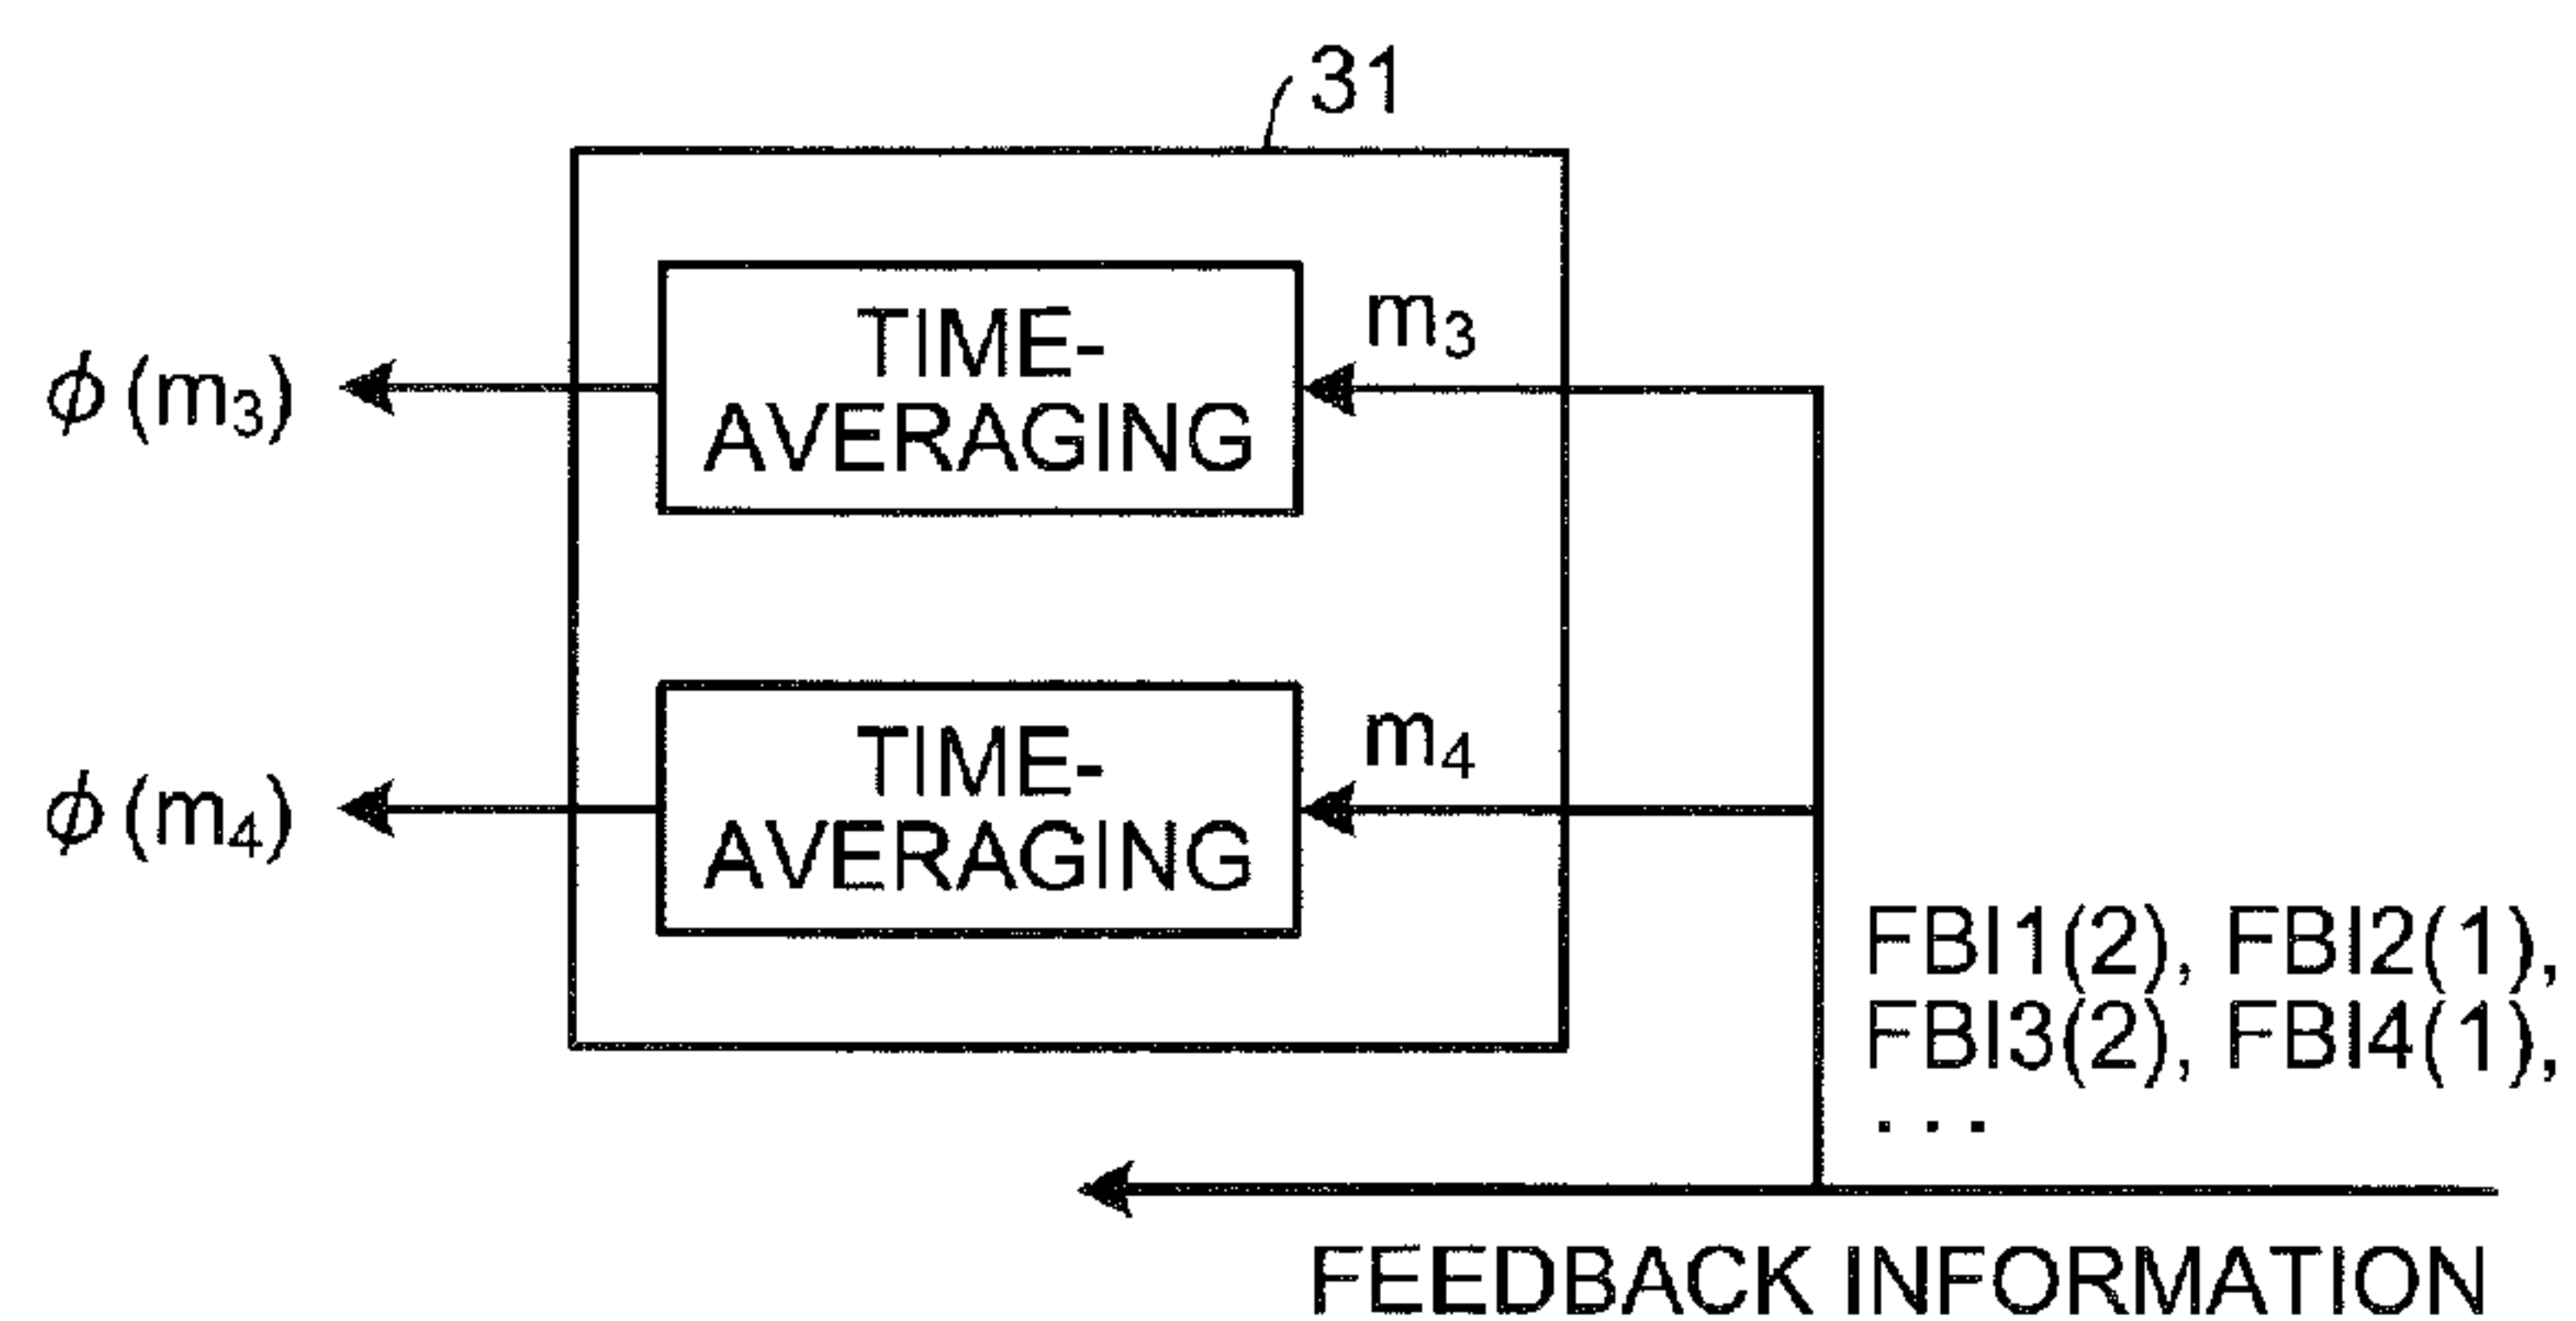 31
TIME-
AVERAGING
m₃
ϕ (m₃)
TIME-
AVERAGING
m₄
ϕ (m₄)
FBI1(2), FBI2(1),
FBI3(2), FBI4(1),
. . .
FEEDBACK INFORMATION